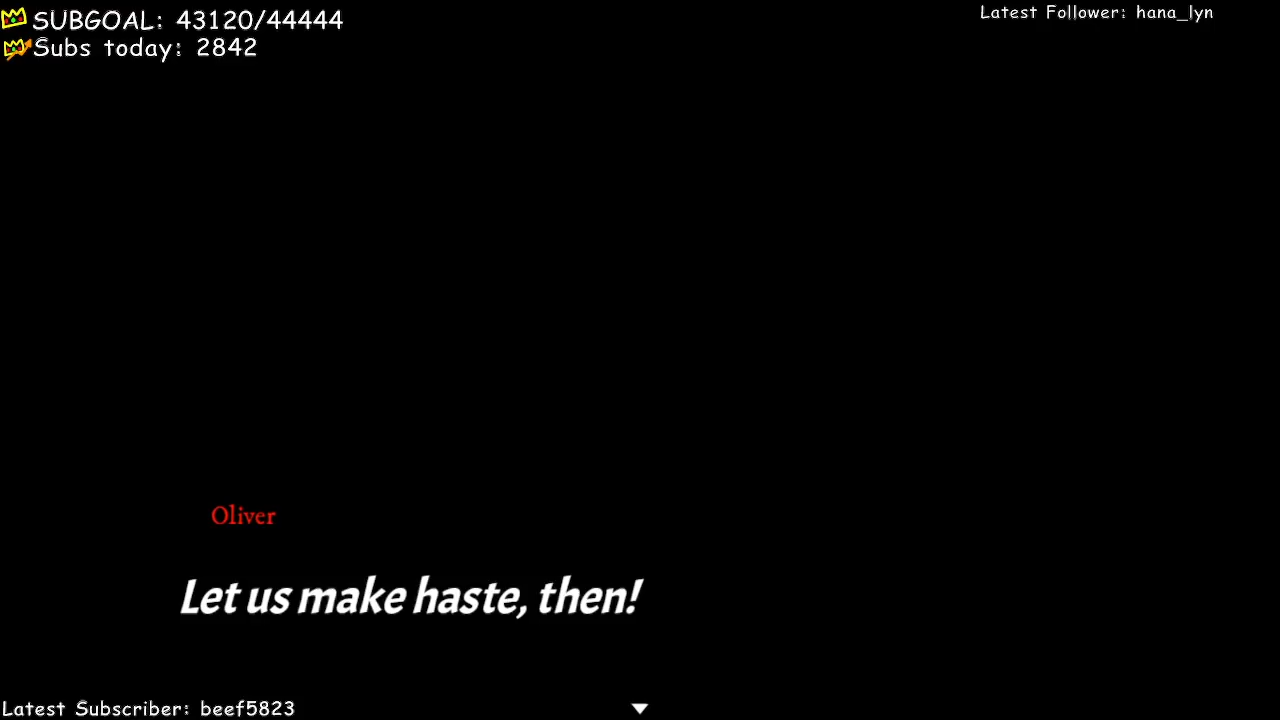 SUBGOAL: 43120/44444
Latest Follower: hana_lyn
Subs today: 2842
Oliver
Let us make haste, then!
Latest Subscriber: beef5823